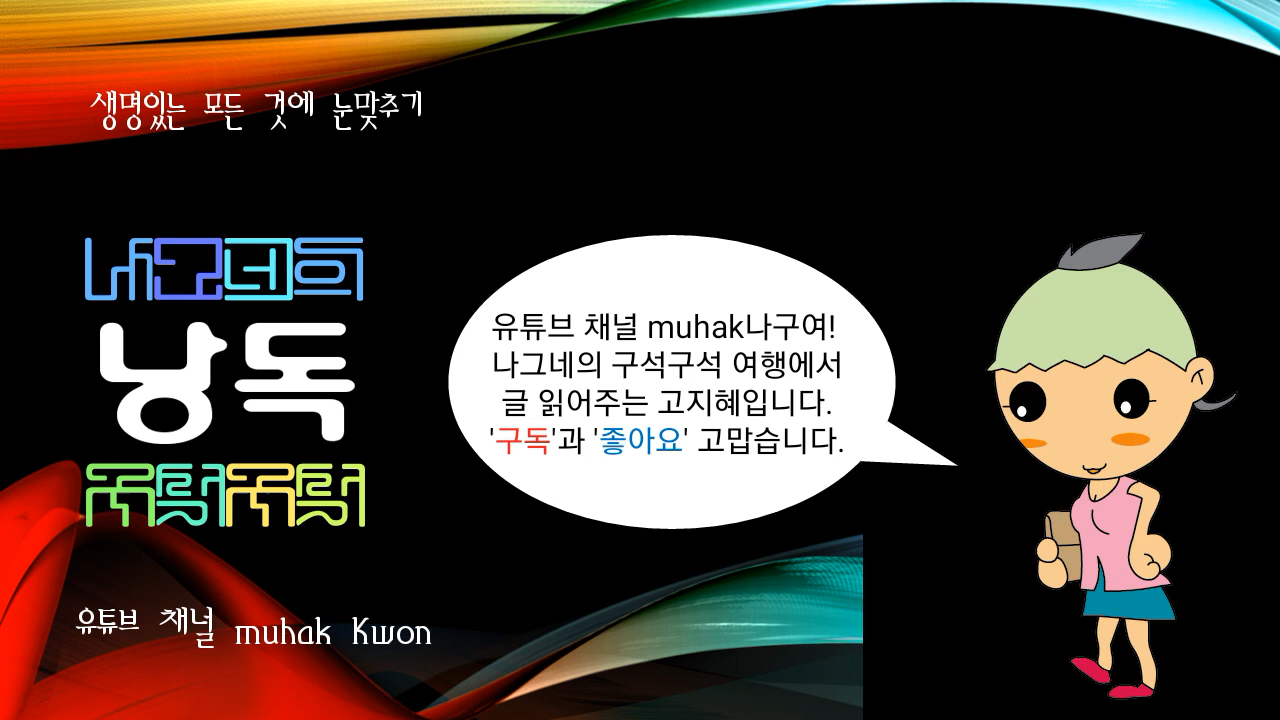 생명있는 모든 것에 눈맞추기
나그네의
낭독
구석구석
유튜브 채널 muhak나구여!
나그네의 구석구석 여행에서
글 읽어주는 고지혜입니다.
'구독'과 '좋아요' 고맙습니다.
유튜브 채널 muhak Kwon